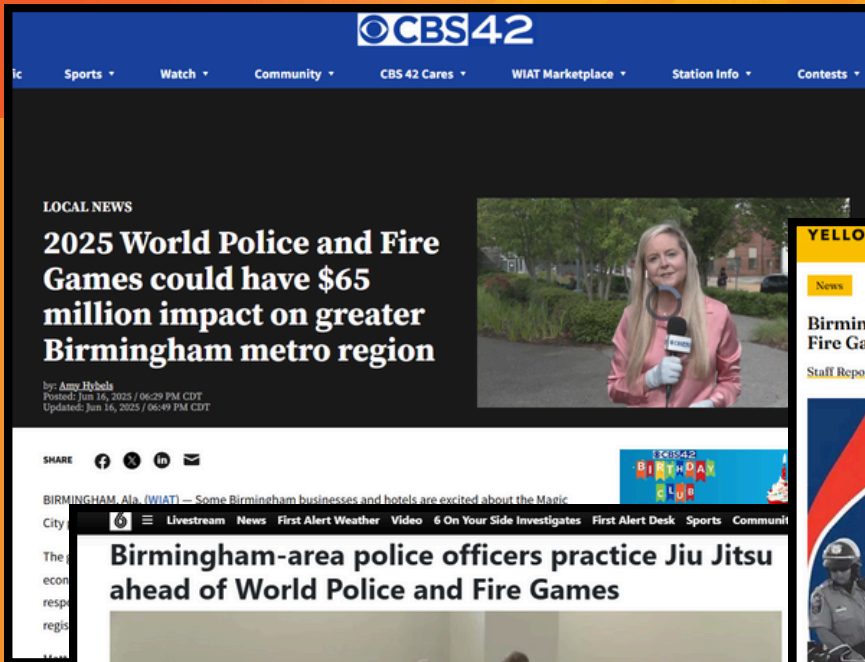 CBS 42
Sports Watch Community CBS 42 Cares WIAT Marketplace Station Info Contests
LOCAL NEWS
2025 World Police and Fire
Games could have $65
million impact on greater
Birmingham metro region
by: Amy Hybels
Posted: Jun 16, 2025 / 06:29 PM CDT
Updated: Jun 16, 2025 / 06:49 PM CDT
SHARE
CBS42
BIRTHDAY
CLUB
BIRMINGHAM, Ala. (WIAT) — Some Birmingham businesses and hotels are excited about the Magic
City
The
6 Livestream News First Alert Weather Video 6 On Your Side Investigates First Alert Desk Sports
Birmingham-area police officers practice Jiu Jitsu
ahead of World Police and Fire Games
YELLO
News
Birmin
Fire Ga
Staff Repo